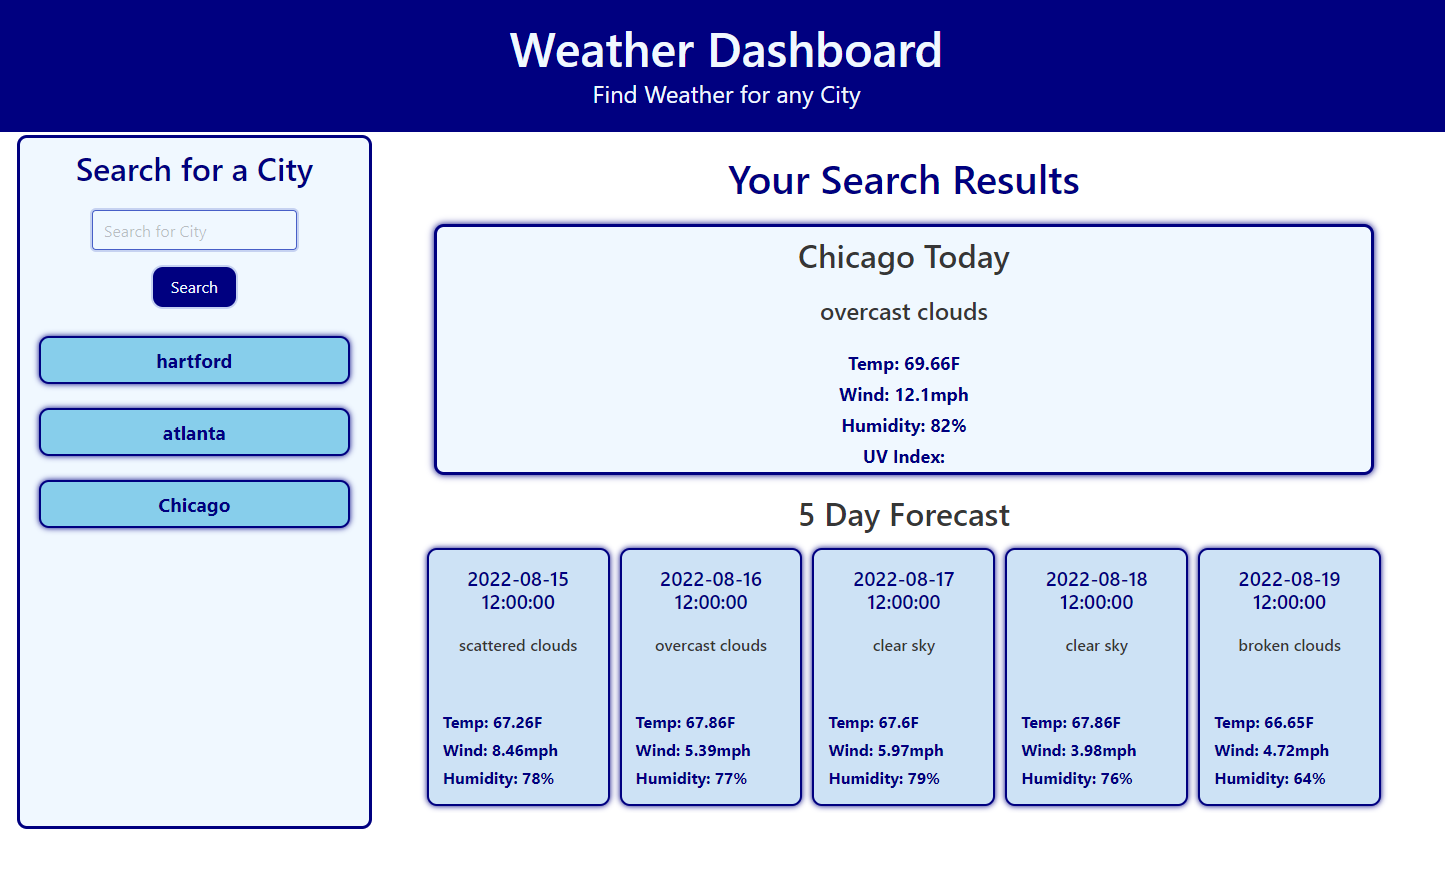 Weather Dashboard
Find Weather for any City
Search for a City
Search for City
Search
hartford
atlanta
Chicago
Your Search Results
Chicago Today
overcast clouds
Temp: 69.66F
Wind: 12.1mph
Humidity: 82%
UV Index:
5 Day Forecast
2022-08-15
12:00:00
scattered clouds
Temp: 67.26F
Wind: 8.46mph
Humidity: 78%
2022-08-16
12:00:00
overcast clouds
Temp: 67.86F
Wind: 5.39mph
Humidity: 77%
2022-08-17
12:00:00
clear sky
Temp: 67.6F
Wind: 5.97mph
Humidity: 79%
2022-08-18
12:00:00
clear sky
Temp: 67.86F
Wind: 3.98mph
Humidity: 76%
2022-08-19
12:00:00
broken clouds
Temp: 66.65F
Wind: 4.72mph
Humidity: 64%